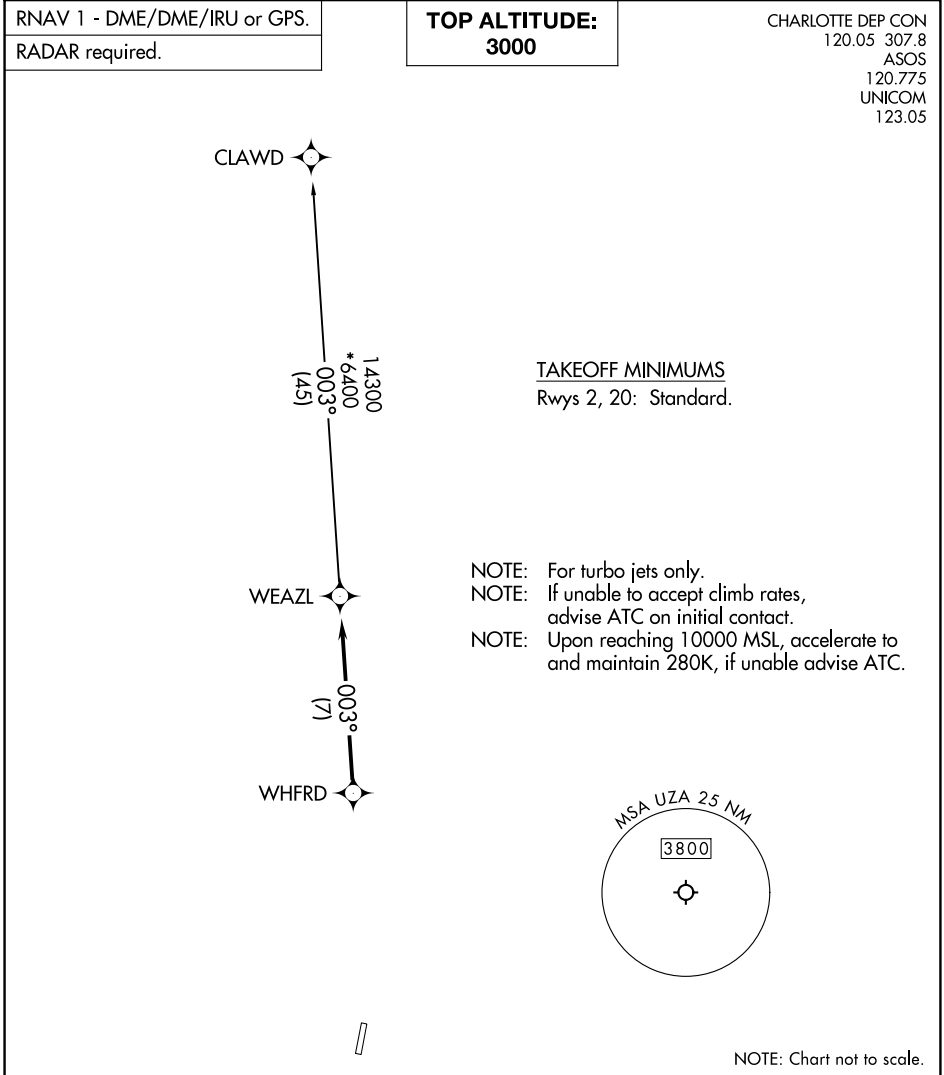 RNAV 1 - DME/DME/IRU or GPS.
RADAR required.
TOP ALTITUDE:
3000
CHARLOTTE DEP CON
120.05 307.8
ASOS
120.775
UNICOM
123.05
CLAWD
14300
*6400
003°
(45)
TAKEOFF MINIMUMS
Rwys 2, 20: Standard.
WEAZL
NOTE: For turbo jets only.
NOTE: If unable to accept climb rates,
advise ATC on initial contact.
NOTE: Upon reaching 10000 MSL, accelerate to
and maintain 280K, if unable advise ATC.
003°
(7)
WHFRD
MSA UZA 25 NM
3800
NOTE: Chart not to scale.